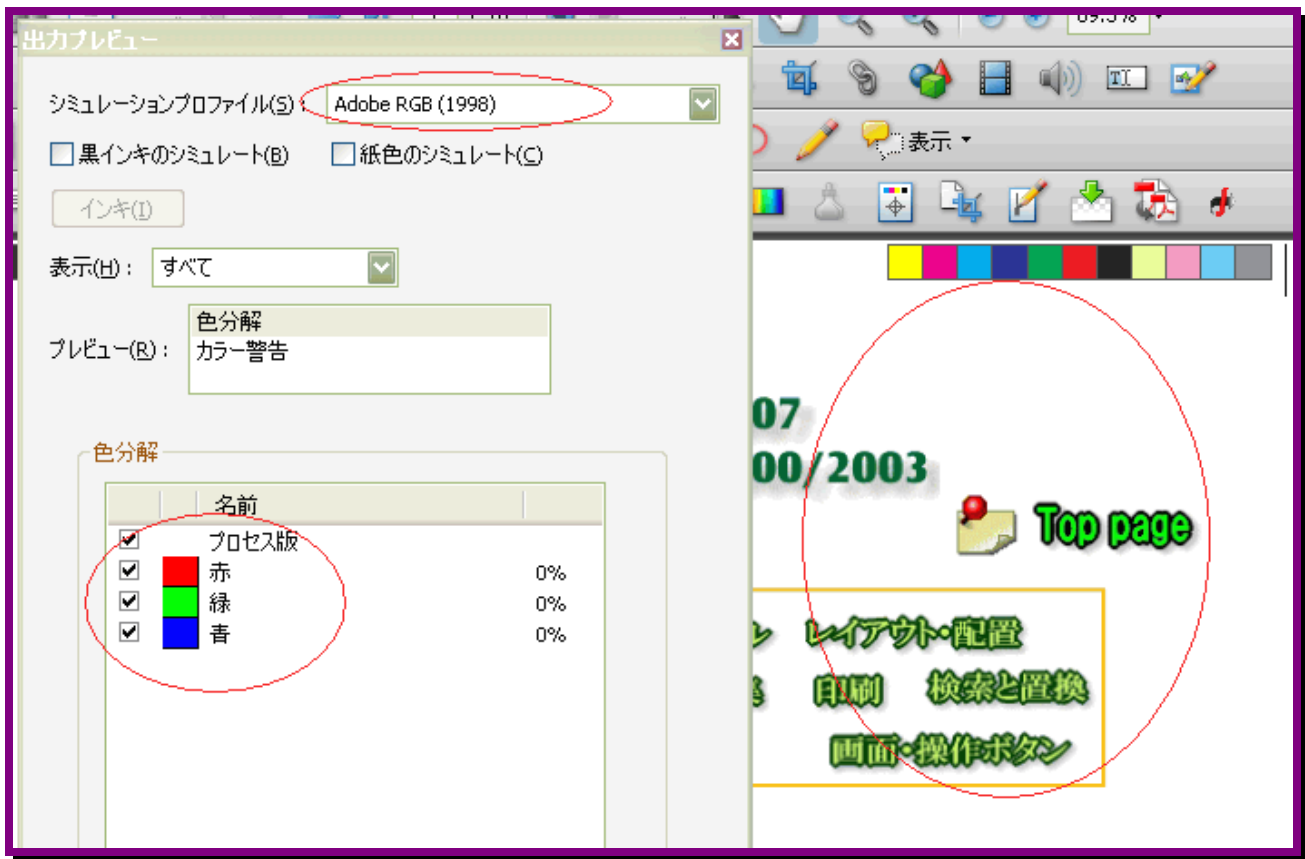 出力プレビュー
シミュレーションプロファイル(S):
Adobe RGB (1998)
黒インキのシミュレート(B)
紙色のシミュレート(C)
インキ(I)
表示(H):
すべて
プレビュー(R):
色分解
カラー警告
色分解
名前
プロセス版
赤
0%
緑
0%
青
0%
表示
07
00/2003
Top page
レイアウト・配置
印刷
検索と置換
画面・操作ボタン